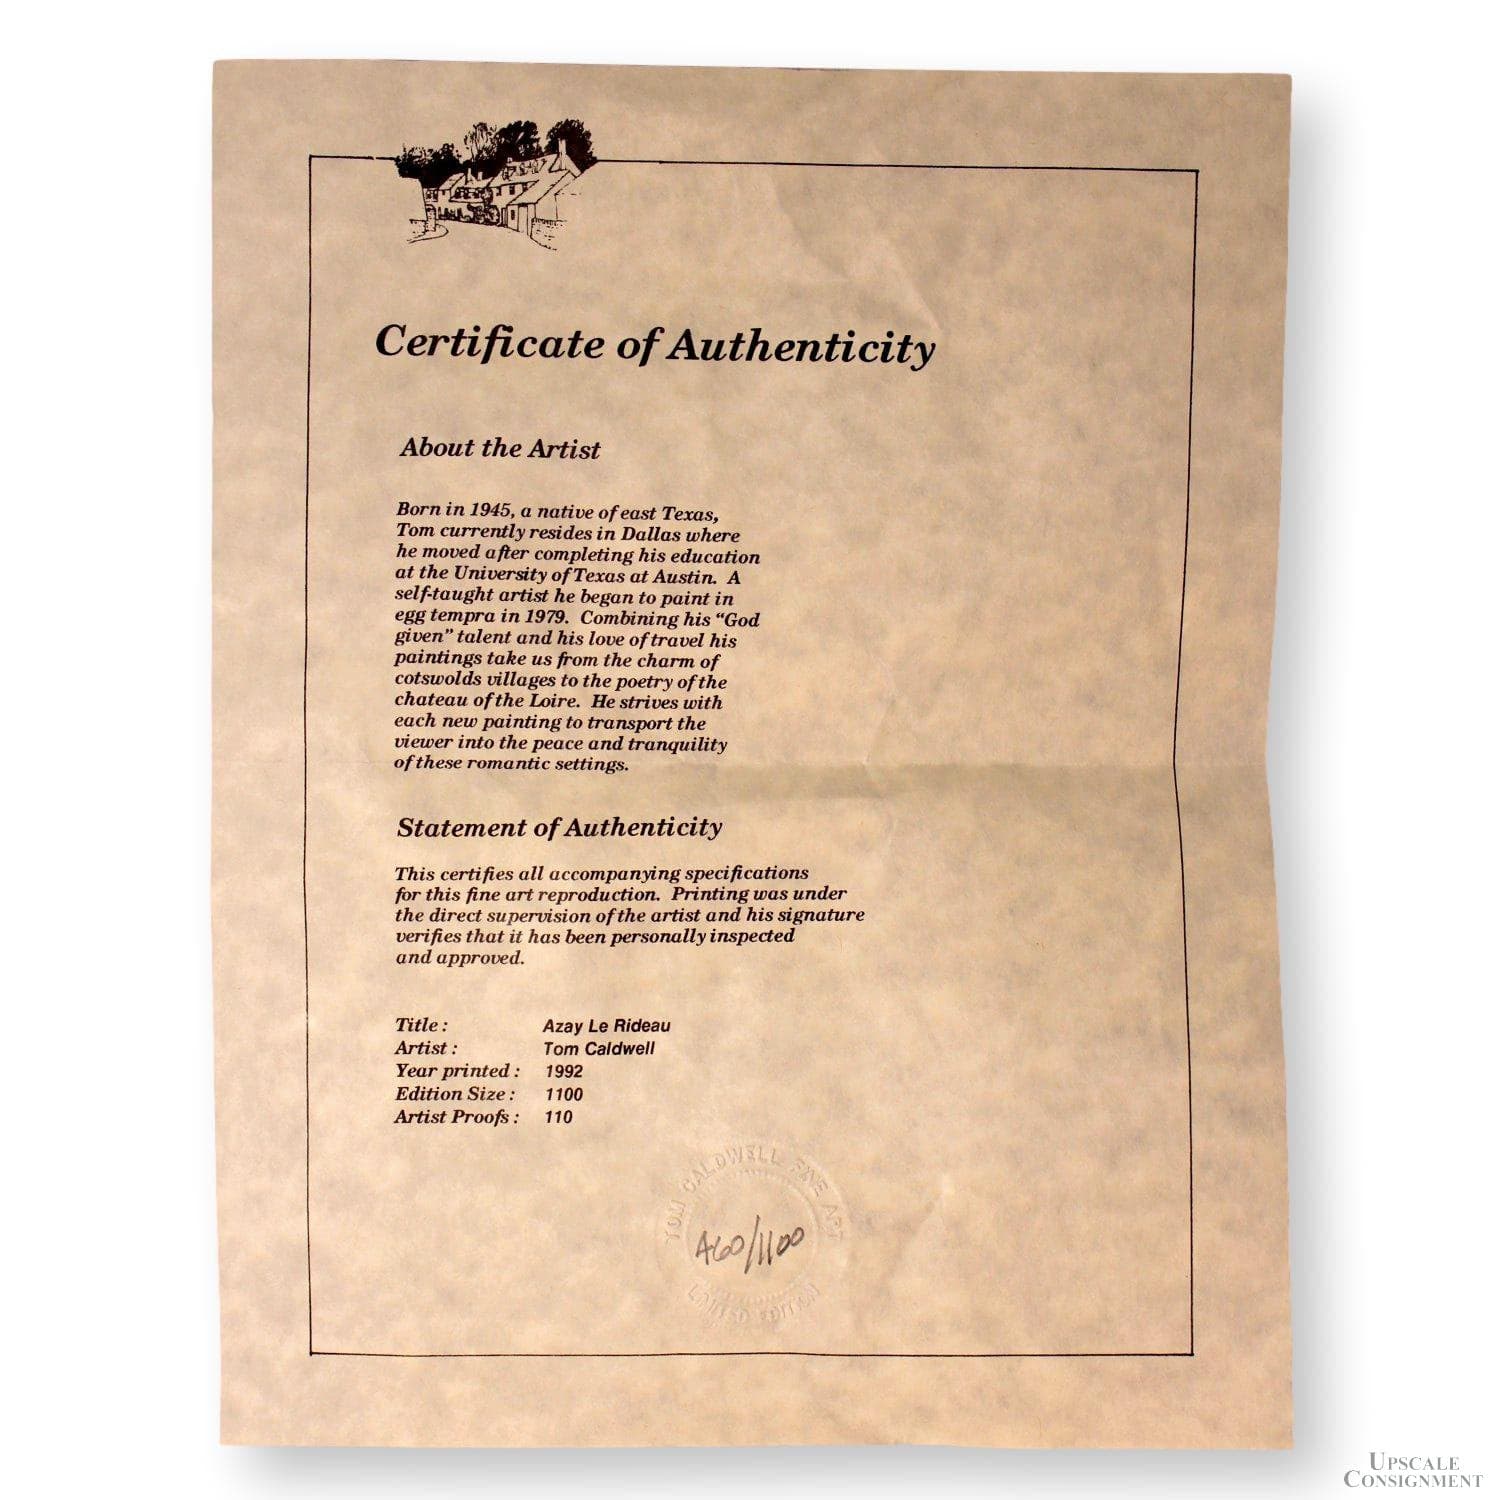 Certificate of Authenticity
About the Artist
Born in 1945, a native of east Texas,
Tom currently resides in Dallas where
he moved after completing his education
at the University of Texas at Austin. A
self-taught artist he began to paint in
egg tempra in 1979. Combining his “God
given” talent and his love of travel his
paintings take us from the charm of
cotswolds villages to the poetry of the
chateau of the Loire. He strives with
each new painting to transport the
viewer into the peace and tranquility
of these romantic settings.
Statement of Authenticity
This certifies all accompanying specifications
for this fine art reproduction. Printing was under
the direct supervision of the artist and his signature
verifies that it has been personally inspected
and approved.
Title : Azay Le Rideau
Artist : Tom Caldwell
Year printed : 1992
Edition Size : 1100
Artist Proofs : 110
TOM CALDWELL FINE ART
460/1100
LIMITED EDITION
UPSCALE
CONSIGNMENT